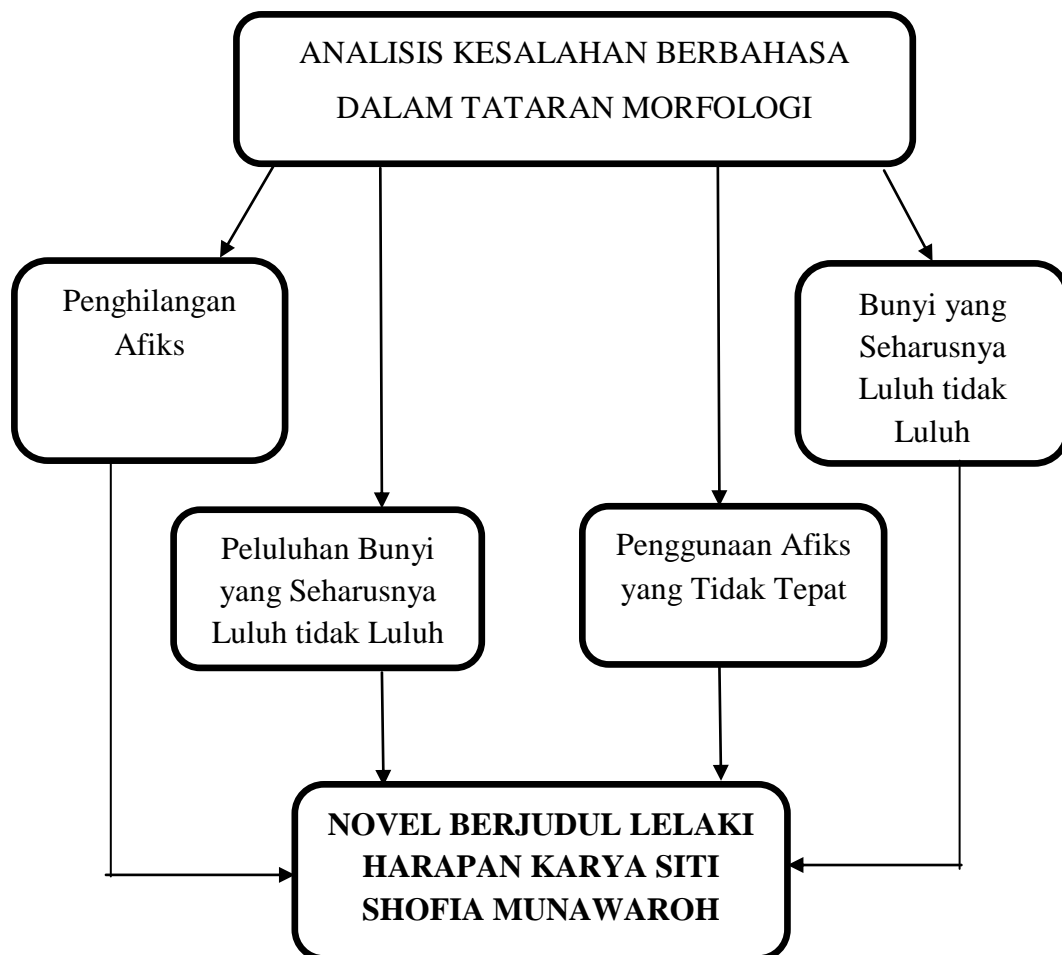 ANALISIS KESALAHAN BERBAHASA
DALAM TATARAN MORFOLOGI
Penghilangan
Afiks
Bunyi yang
Seharusnya
Luluh tidak
Luluh
Peluluhan Bunyi
yang Seharusnya
Luluh tidak Luluh
Penggunaan Afiks
yang Tidak Tepat
NOVEL BERJUDUL LELAKI
HARAPAN KARYA SITI
SHOFIA MUNAWAROH